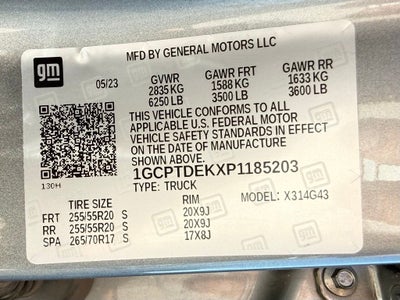 MFD BY GENERAL MOTORS LLC
gm
05/23 GVWR GAWR FRT GAWR RR
2835 KG 1588 KG 1633 KG
6250 LB 3500 LB 3600 LB
THIS VEHICLE CONFORMS TO ALL
APPLICABLE U.S. FEDERAL MOTOR
VEHICLE SAFETY STANDARDS IN EFFECT
ON THE DATE OF MANUFACTURE
SHOWN ABOVE.
1GCPTDEKXP1185203
130H
TYPE: TRUCK
MODEL: X314G43
TIRE SIZE RIM
FRT 255/55R20 S 20X9J
RR 255/55R20 S 20X9J
SPA 265/70R17 S 17X8J